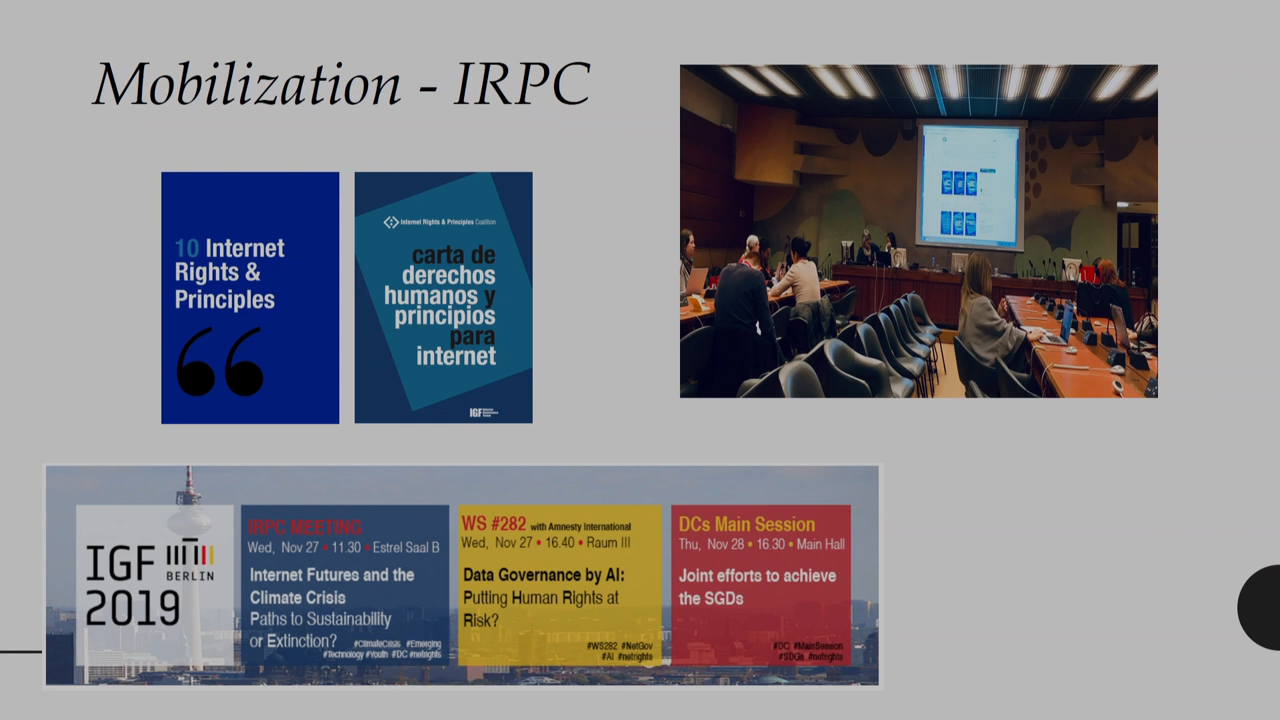 Mobilization - IRPC
10 Internet
Rights &
Principles
Internet Rights & Principles Coalition
carta de
derechos
humanos y
principios
para
internet
IGF
IGF
BERLIN
2019
IRPC MEETING
Wed, Nov 27 • 11.30 • Estrel Saal B
Internet Futures and the
Climate Crisis
Paths to Sustainability
or Extinction? #ClimateCrisis #Emerging
#Technology #Youth #DC #netrights
WS #282 with Amnesty International
Wed, Nov 27 • 16.40 • Raum III
Data Governance by AI:
Putting Human Rights at
Risk?
#WS282 #NetGov
#AI #netrights
DCs Main Session
Thu, Nov 28 • 16.30 • Main Hall
Joint efforts to achieve
the SGDs
#DC #MainSession
#SDGs #netrights